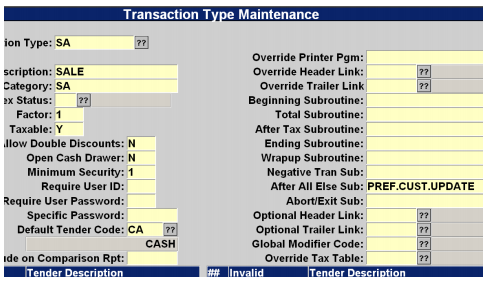 Transaction Type Maintenance
ion Type: SA ??
Override Printer Pgm:
scription: SALE Override Header Link: ??
Category: SA Override Trailer Link ??
ex Status: ?? Beginning Subroutine:
Factor: 1 Total Subroutine:
Taxable: Y After Tax Subroutine:
Allow Double Discounts: N Ending Subroutine:
Open Cash Drawer: N Wrapup Subroutine:
Minimum Security: 1 Negative Tran Sub:
Require User ID: After All Else Sub: PREF.CUST.UPDATE
Require User Password: Abort/Exit Sub:
Specific Password: Optional Header Link: ??
Default Tender Code: CA ?? Optional Trailer Link: ??
CASH Global Modifier Code: ??
ude on Comparison Rpt: Override Tax Table: ??
Tender Description ## Invalid Tender Description